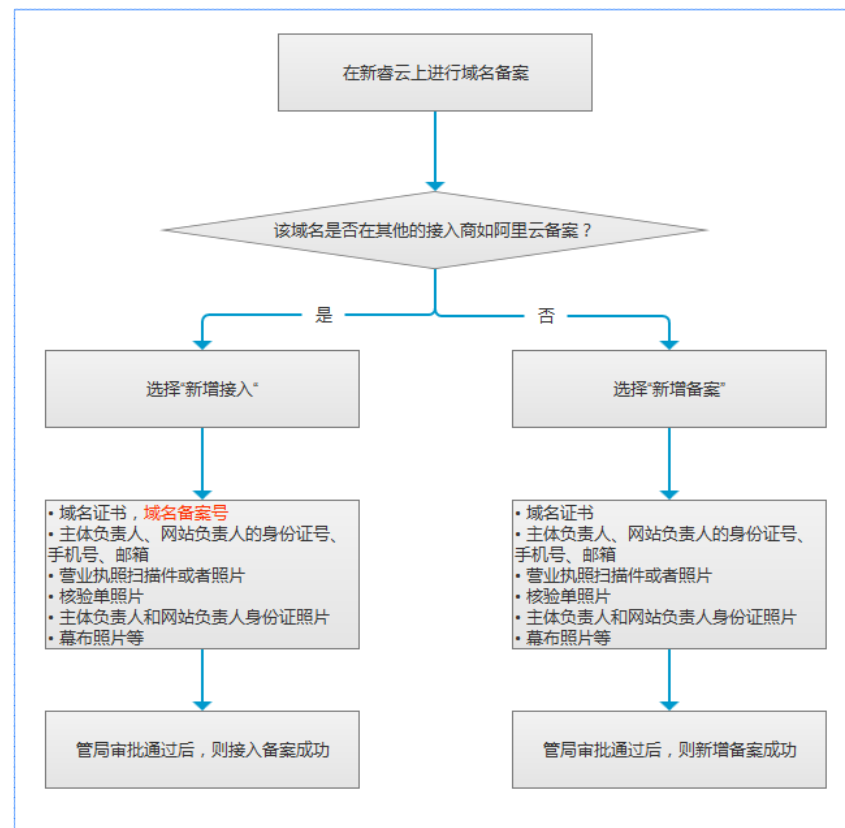 在新睿云上进行域名备案
该域名是否在其他的接入商如阿里云备案？
是
否
选择“新增接入“
选择“新增备案”
• 域名证书，域名备案号
• 主体负责人、网站负责人的身份证号、
手机号、邮箱
• 营业执照扫描件或者照片
• 核验单照片
• 主体负责人和网站负责人身份证照片
• 幕布照片等
• 域名证书
• 主体负责人、网站负责人的身份证号、
手机号、邮箱
• 营业执照扫描件或者照片
• 核验单照片
• 主体负责人和网站负责人身份证照片
• 幕布照片等
管局审批通过后，则接入备案成功
管局审批通过后，则新增备案成功